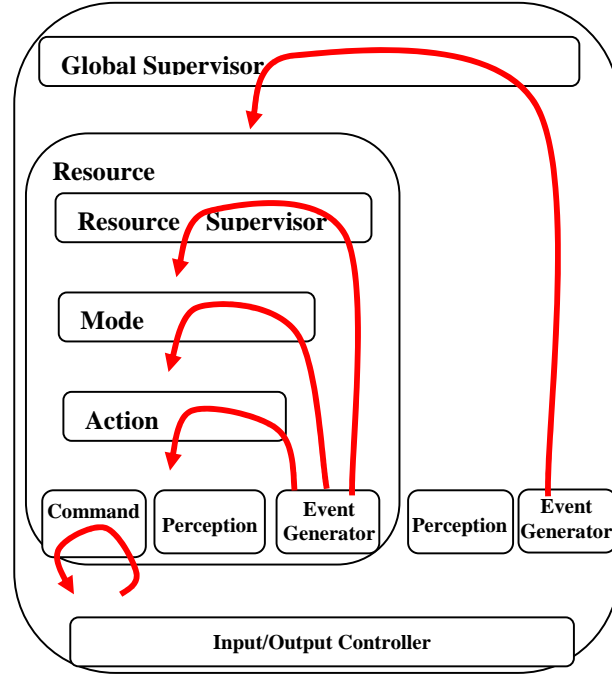 Global Supervisor
Resource
Resource Supervisor
Mode
Action
Command
Perception
Event
Generator
Perception
Event
Generator
Input/Output Controller